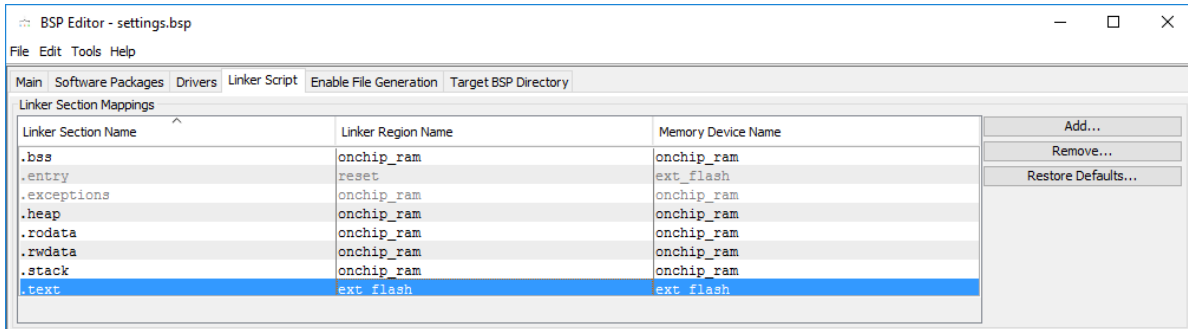 BSP Editor - settings.bsp
File Edit Tools Help
Main Software Packages Drivers Linker Script Enable File Generation Target BSP Directory
Linker Section Mappings
Linker Section Name Linker Region Name Memory Device Name
.bss onchip_ram onchip_ram
.entry reset ext_flash
.exceptions onchip_ram onchip_ram
.heap onchip_ram onchip_ram
.rodata onchip_ram onchip_ram
.rwdata onchip_ram onchip_ram
.stack onchip_ram onchip_ram
.text ext_flash ext_flash
Add...
Remove...
Restore Defaults...